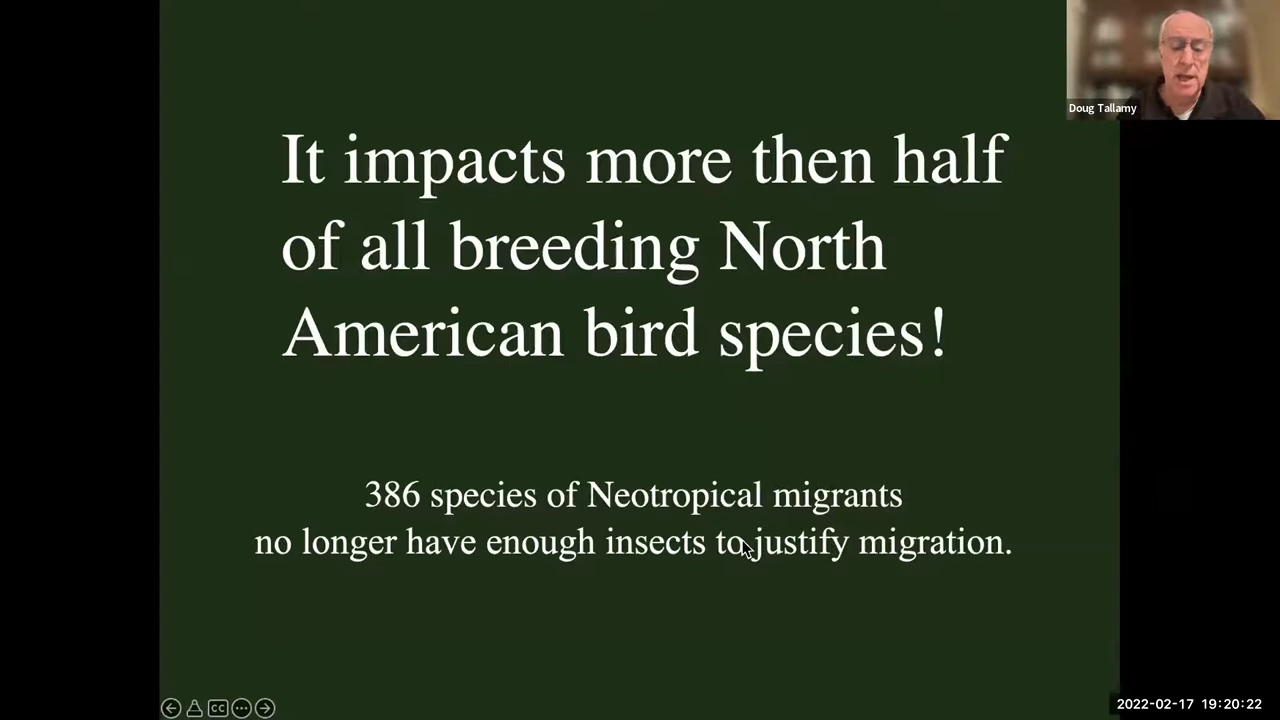 Doug Tallamy
It impacts more then half
of all breeding North
American bird species!
386 species of Neotropical migrants
no longer have enough insects to justify migration.
CC
2022-02-17 19:20:22